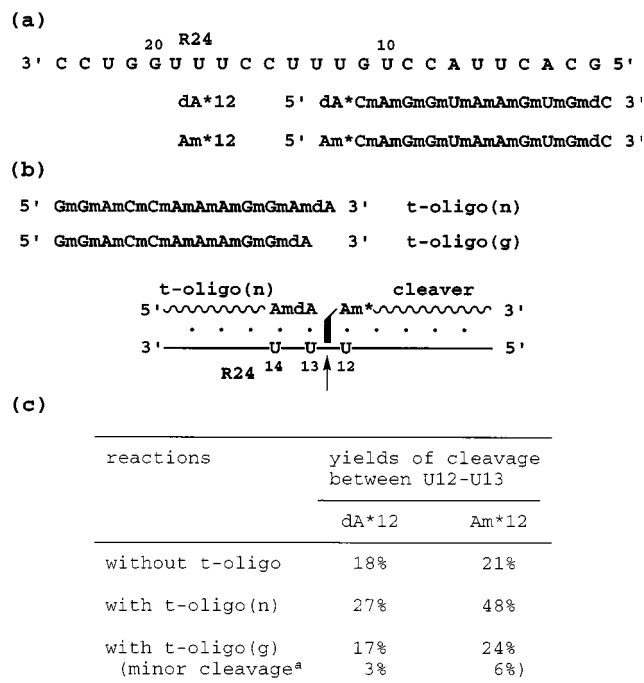 (a)
20 R24 10
3' C C U G G U U U C C U U U G U C C A U U C A C G 5'
dA*12 5' dA*CmAmGmGmUmAmAmGmUmGmdC 3'
Am*12 5' Am*CmAmGmGmUmAmAmGmUmGmdC 3'
(b)
5' GmGmAmCmCmAmAmAmGmGmAmdA 3' t-oligo(n)
5' GmGmAmCmCmAmAmAmGmGmdA 3' t-oligo(g)
t-oligo(n) cleaver
5' AmdA Am* 3'
3' U U U 5'
R24 14 13 12
(c)
reactions yields of cleavage
between U12-U13
dA*12 Am*12
without t-oligo 18% 21%
with t-oligo(n) 27% 48%
with t-oligo(g) 17% 24%
(minor cleavage^a 3% 6%)